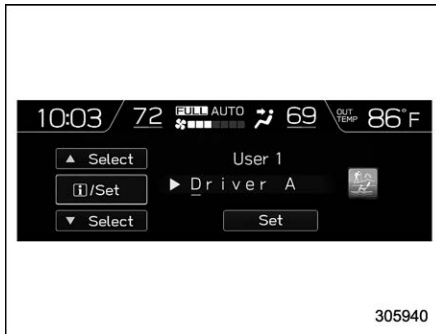 10:03 72 FULL AUTO 69 OUT TEMP 86°F
▲ Select
User 1
i/Set
▶ Driver A
▼ Select
Set
305940